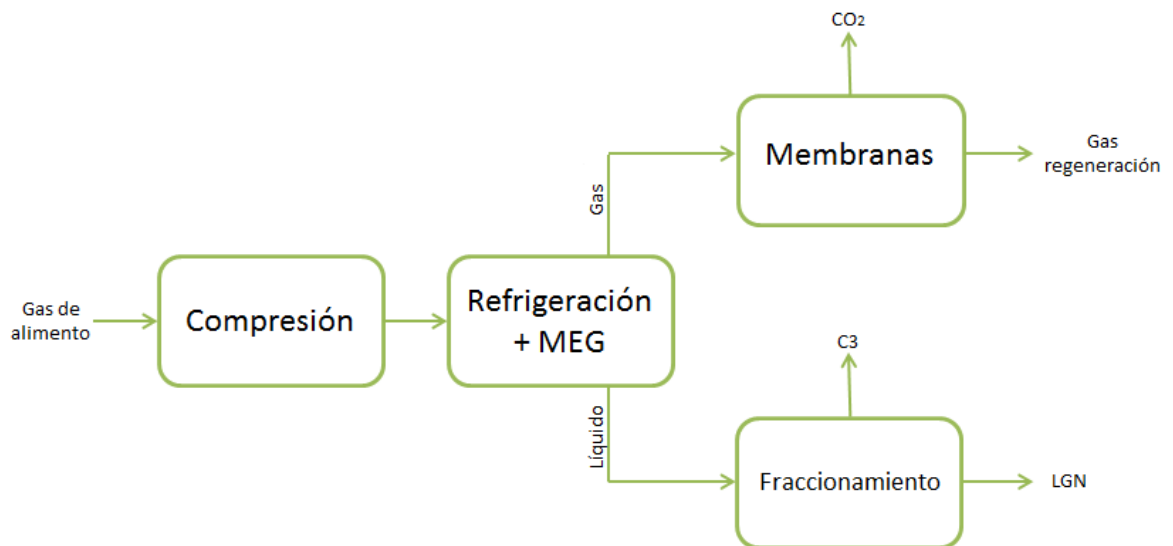 CO₂
Membranas
Gas
regeneración
Gas
Gas de
alimento
Compresión
Refrigeración
+ MEG
Líquido
C3
Fraccionamiento
LGN